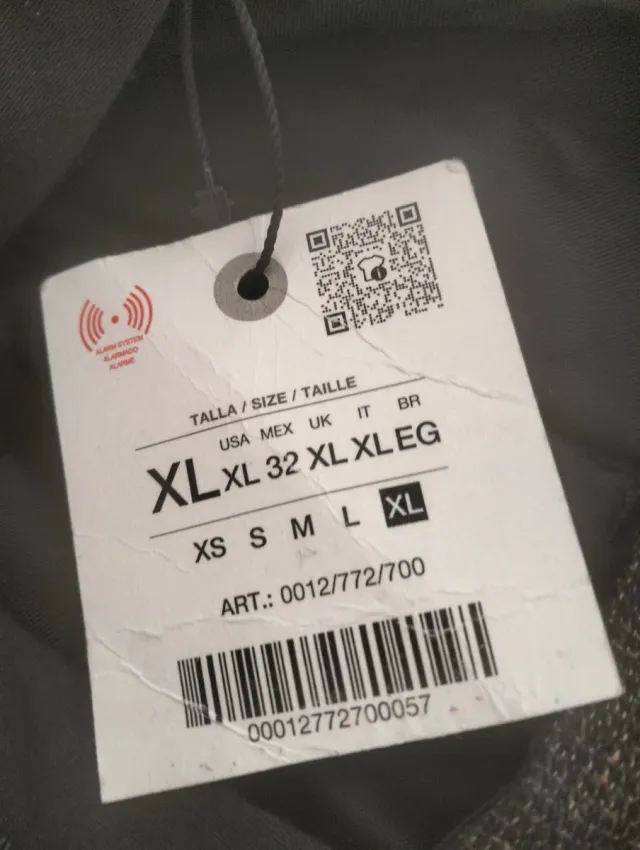 ALARM SYSTEM
ALARMADO
ALARME
TALLA / SIZE / TAILLE
USA MEX UK IT BR
XL XL 32 XL XL EG
XS S M L XL
ART.: 0012/772/700
00012772700057